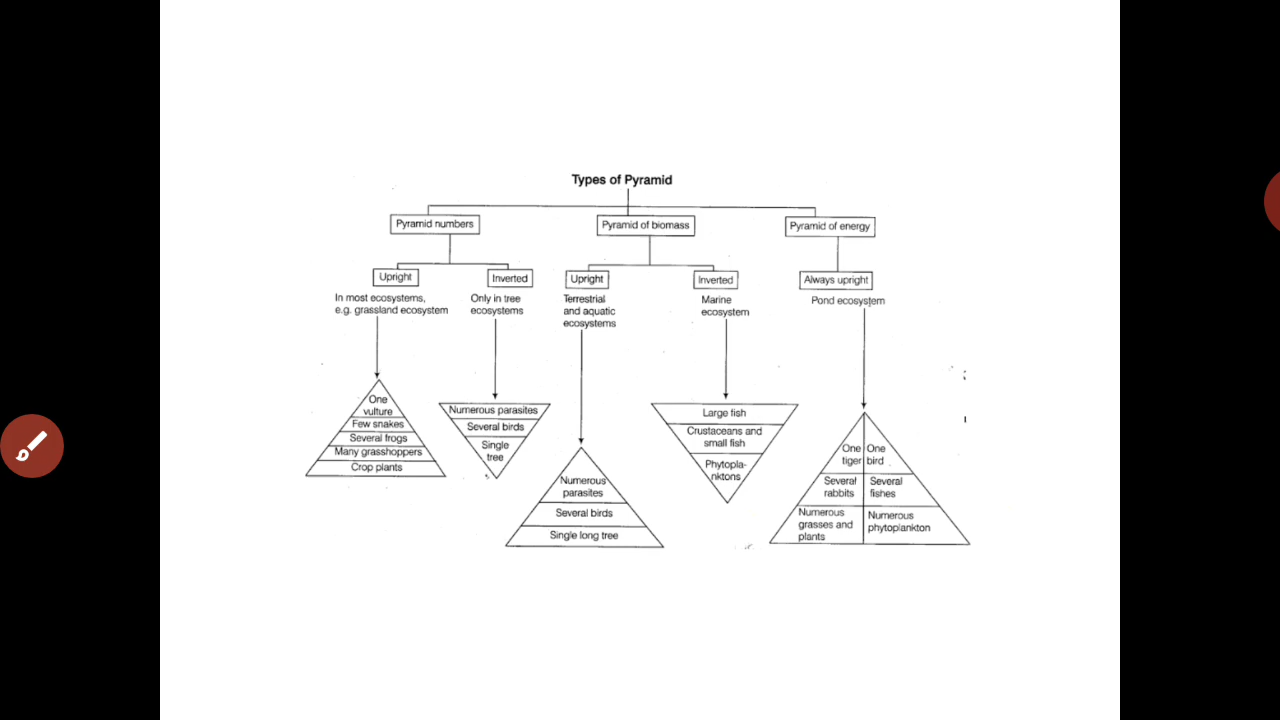 Types of Pyramid
Pyramid numbers
Pyramid of biomass
Pyramid of energy
Upright
Inverted
Upright
Inverted
Always upright
In most ecosystems,
e.g. grassland ecosystem
Only in tree
ecosystems
Terrestrial
and aquatic
ecosystems
Marine
ecosystem
Pond ecosystem
One
vulture
Few snakes
Several frogs
Many grasshoppers
Crop plants
Numerous parasites
Several birds
Single
tree
Numerous
parasites
Several birds
Single long tree
Large fish
Crustaceans and
small fish
Phytopla-
nktons
One
tiger
One
bird
Several
rabbits
Several
fishes
Numerous
grasses and
plants
Numerous
phytoplankton